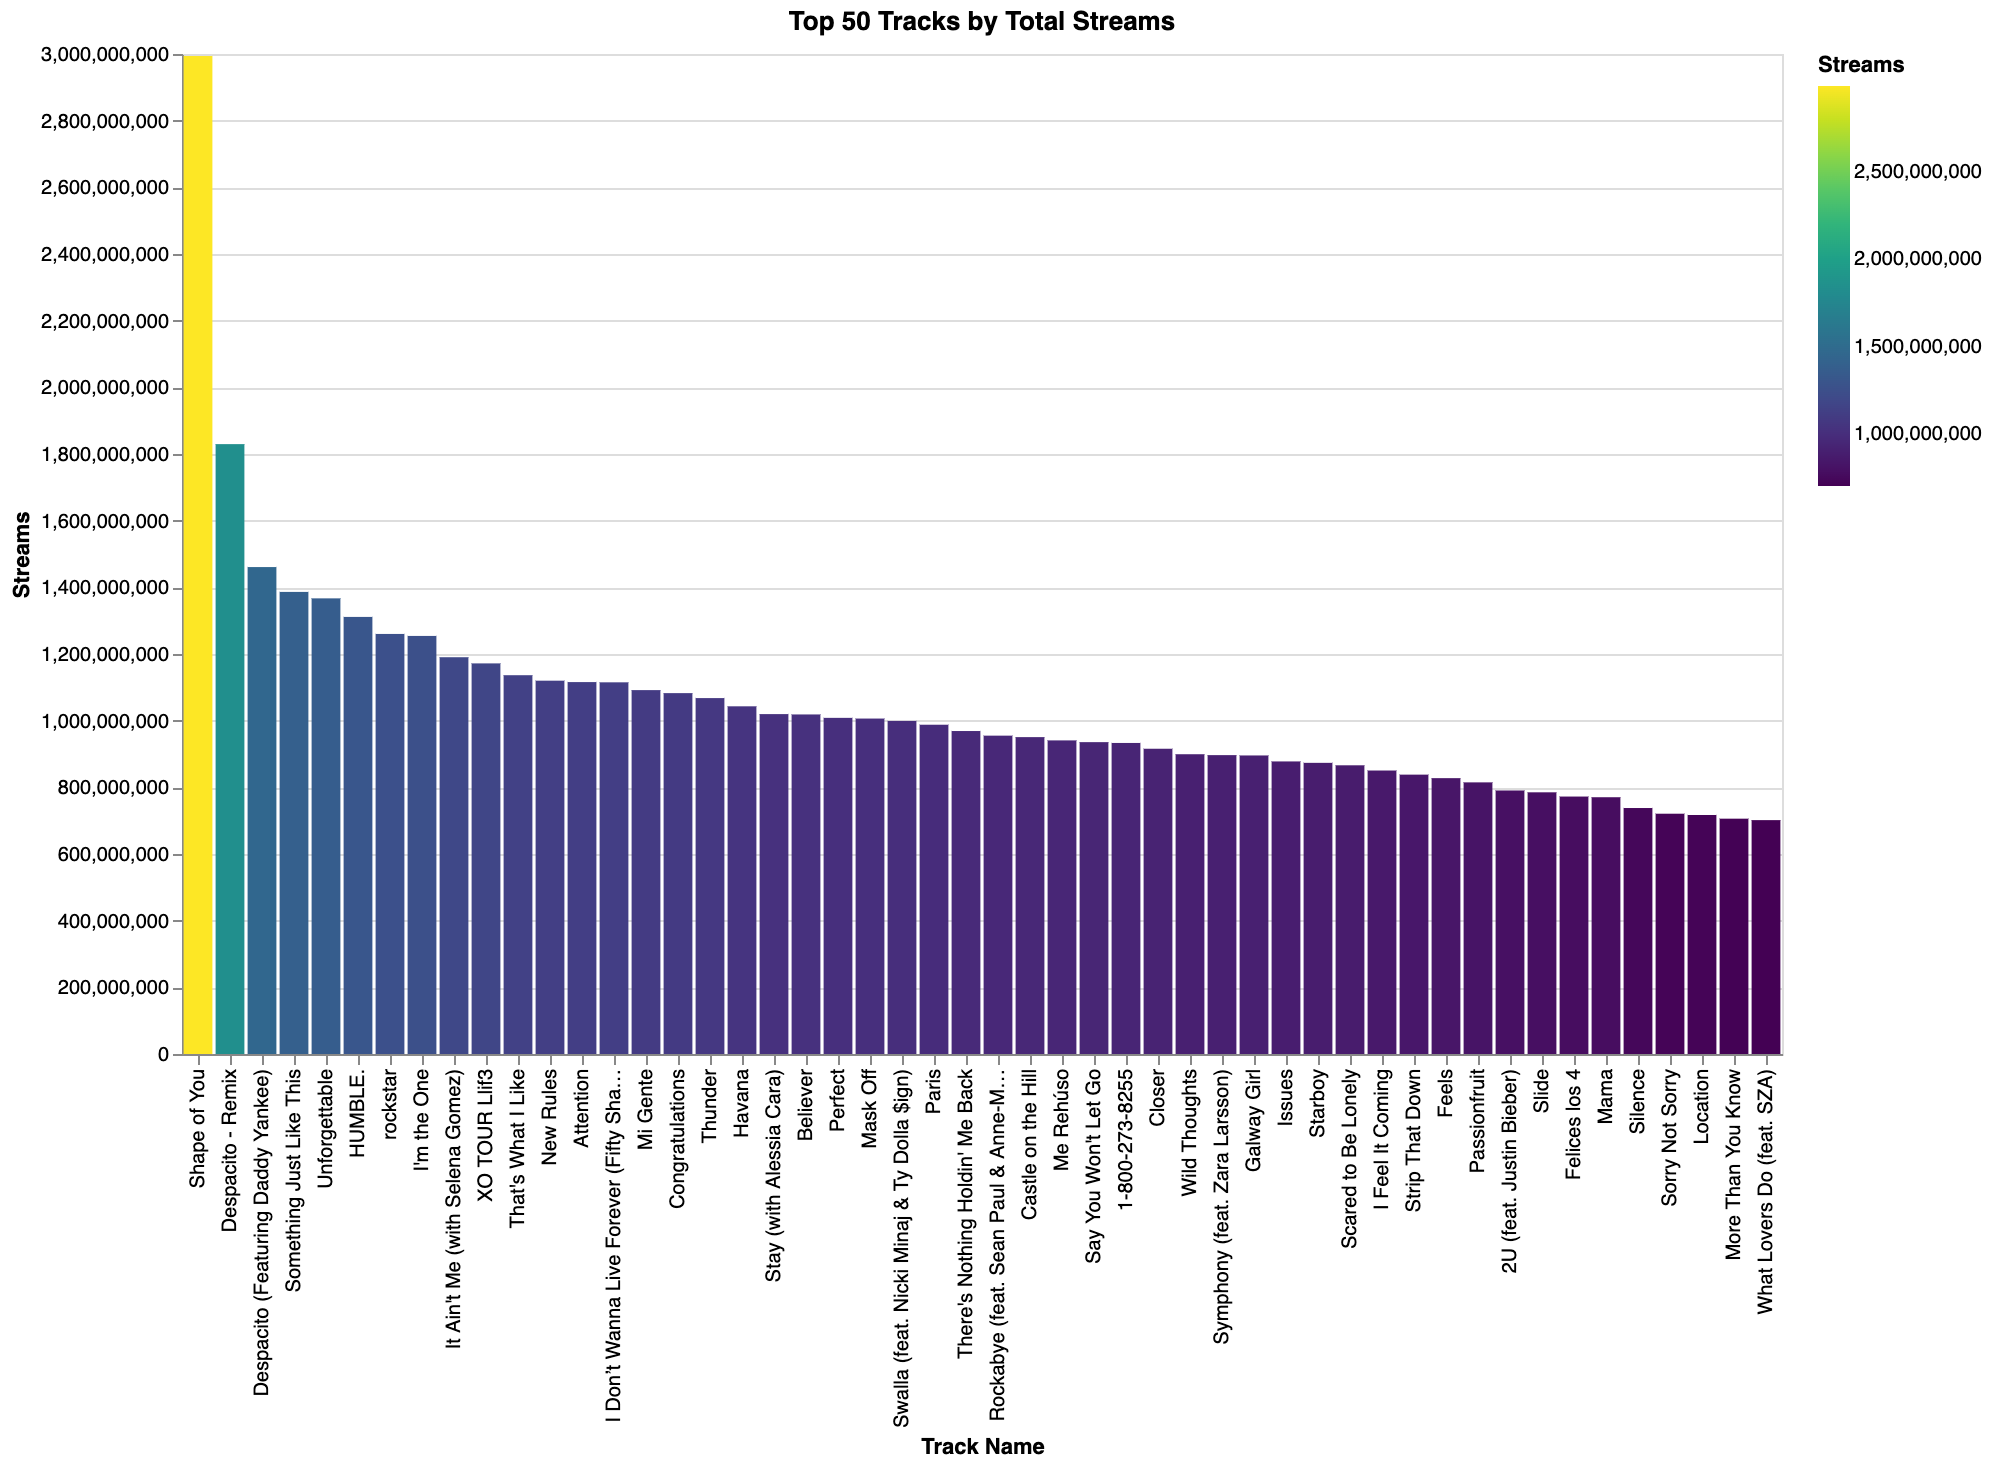 Top 50 Tracks by Total Streams
3,000,000,000
2,800,000,000
2,600,000,000
2,400,000,000
2,200,000,000
2,000,000,000
1,800,000,000
1,600,000,000
1,400,000,000
1,200,000,000
1,000,000,000
800,000,000
600,000,000
400,000,000
200,000,000
0
Streams
Shape of You
Despacito - Remix
Despacito (Featuring Daddy Yankee)
Something Just Like This
Unforgettable
HUMBLE.
rockstar
I'm the One
It Ain't Me (with Selena Gomez)
XO TOUR Llif3
That's What I Like
New Rules
Attention
I Don't Wanna Live Forever (Fifty Sha…
Mi Gente
Congratulations
Thunder
Havana
Stay (with Alessia Cara)
Believer
Perfect
Mask Off
Swalla (feat. Nicki Minaj & Ty Dolla $ign)
Paris
There's Nothing Holdin' Me Back
Rockabye (feat. Sean Paul & Anne-M…
Castle on the Hill
Me Rehúso
Say You Won't Let Go
1-800-273-8255
Closer
Wild Thoughts
Symphony (feat. Zara Larsson)
Galway Girl
Issues
Starboy
Scared to Be Lonely
I Feel It Coming
Strip That Down
Feels
Passionfruit
2U (feat. Justin Bieber)
Slide
Felices los 4
Mama
Silence
Sorry Not Sorry
Location
More Than You Know
What Lovers Do (feat. SZA)
Track Name
Streams
2,500,000,000
2,000,000,000
1,500,000,000
1,000,000,000